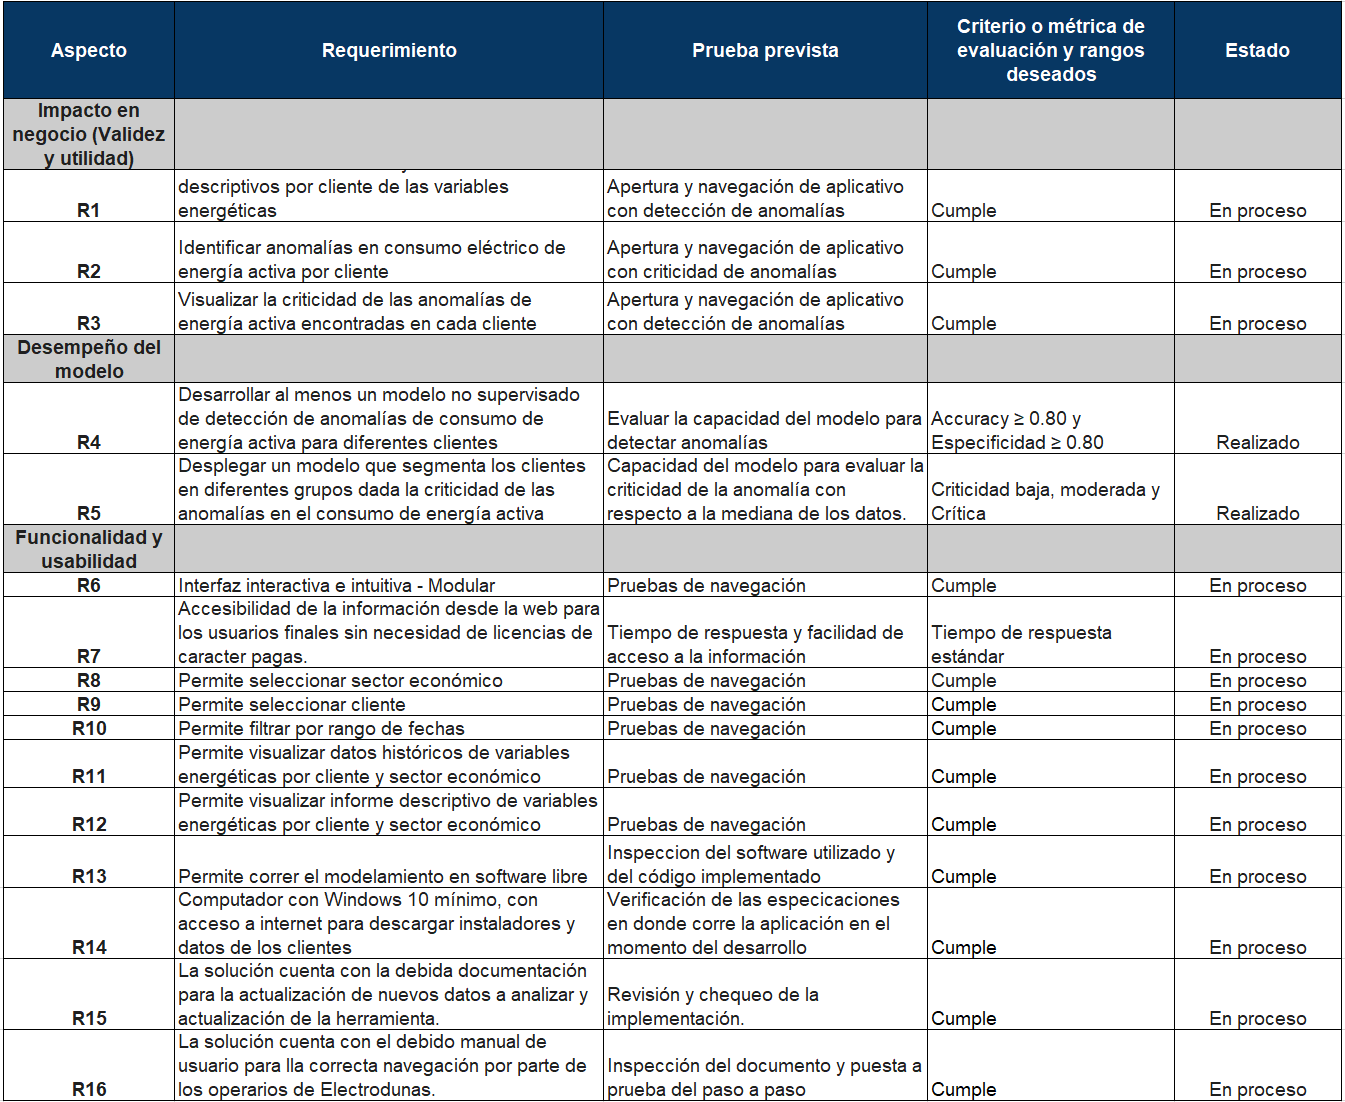 Aspecto
Requerimiento
Prueba prevista
Criterio o métrica de
evaluación y rangos
deseados
Estado
Impacto en
negocio (Validez
y utilidad)
R1
descriptivos por cliente de las variables
energéticas
Apertura y navegación de aplicativo
con detección de anomalías
Cumple
En proceso
R2
Identificar anomalías en consumo eléctrico de
energía activa por cliente
Apertura y navegación de aplicativo
con criticidad de anomalías
Cumple
En proceso
R3
Visualizar la criticidad de las anomalías de
energía activa encontradas en cada cliente
Apertura y navegación de aplicativo
con detección de anomalías
Cumple
En proceso
Desempeño del
modelo
R4
Desarrollar al menos un modelo no supervisado
de detección de anomalías de consumo de
energía activa para diferentes clientes
Evaluar la capacidad del modelo para
detectar anomalías
Accuracy ≥ 0.80 y
Especificidad ≥ 0.80
Realizado
R5
Desplegar un modelo que segmenta los clientes
en diferentes grupos dada la criticidad de las
anomalías en el consumo de energía activa
Capacidad del modelo para evaluar la
criticidad de la anomalía con
respecto a la mediana de los datos.
Criticidad baja, moderada y
Crítica
Realizado
Funcionalidad y
usabilidad
R6
Interfaz interactiva e intuitiva - Modular
Pruebas de navegación
Cumple
En proceso
R7
Accesibilidad de la información desde la web para
los usuarios finales sin necesidad de licencias de
caracter pagas.
Tiempo de respuesta y facilidad de
acceso a la información
Tiempo de respuesta
estándar
En proceso
R8
Permite seleccionar sector económico
Pruebas de navegación
Cumple
En proceso
R9
Permite seleccionar cliente
Pruebas de navegación
Cumple
En proceso
R10
Permite filtrar por rango de fechas
Pruebas de navegación
Cumple
En proceso
R11
Permite visualizar datos históricos de variables
energéticas por cliente y sector económico
Pruebas de navegación
Cumple
En proceso
R12
Permite visualizar informe descriptivo de variables
energéticas por cliente y sector económico
Pruebas de navegación
Cumple
En proceso
R13
Permite correr el modelamiento en software libre
Inspeccion del software utilizado y
del código implementado
Cumple
En proceso
R14
Computador con Windows 10 mínimo, con
acceso a internet para descargar instaladores y
datos de los clientes
Verificación de las especicaciones
en donde corre la aplicación en el
momento del desarrollo
Cumple
En proceso
R15
La solución cuenta con la debida documentación
para la actualización de nuevos datos a analizar y
actualización de la herramienta.
Revisión y chequeo de la
implementación.
Cumple
En proceso
R16
La solución cuenta con el debido manual de
usuario para lla correcta navegación por parte de
los operarios de Electrodunas.
Inspección del documento y puesta a
prueba del paso a paso
Cumple
En proceso